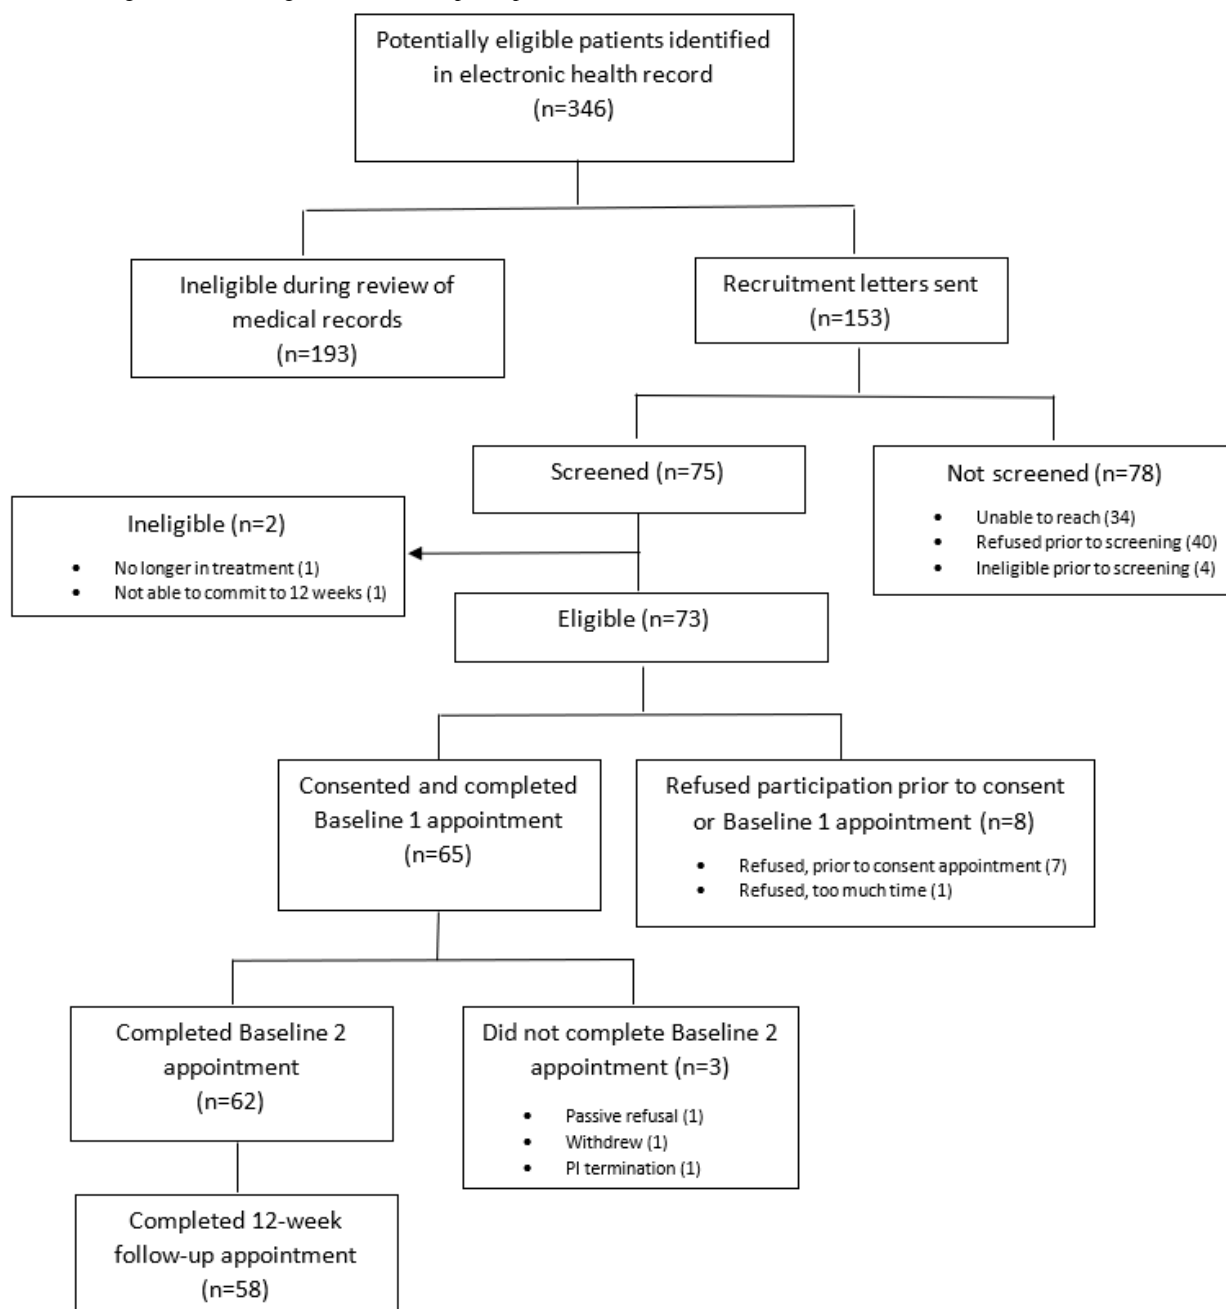 Potentially eligible patients identified
in electronic health record
(n=346)
Ineligible during review of
medical records
(n=193)
Recruitment letters sent
(n=153)
Screened (n=75)
Not screened (n=78)
• Unable to reach (34)
• Refused prior to screening (40)
• Ineligible prior to screening (4)
Ineligible (n=2)
• No longer in treatment (1)
• Not able to commit to 12 weeks (1)
Eligible (n=73)
Consented and completed
Baseline 1 appointment
(n=65)
Refused participation prior to consent
or Baseline 1 appointment (n=8)
• Refused, prior to consent appointment (7)
• Refused, too much time (1)
Completed Baseline 2
appointment
(n=62)
Did not complete Baseline 2
appointment (n=3)
• Passive refusal (1)
• Withdrew (1)
• PI termination (1)
Completed 12-week
follow-up appointment
(n=58)